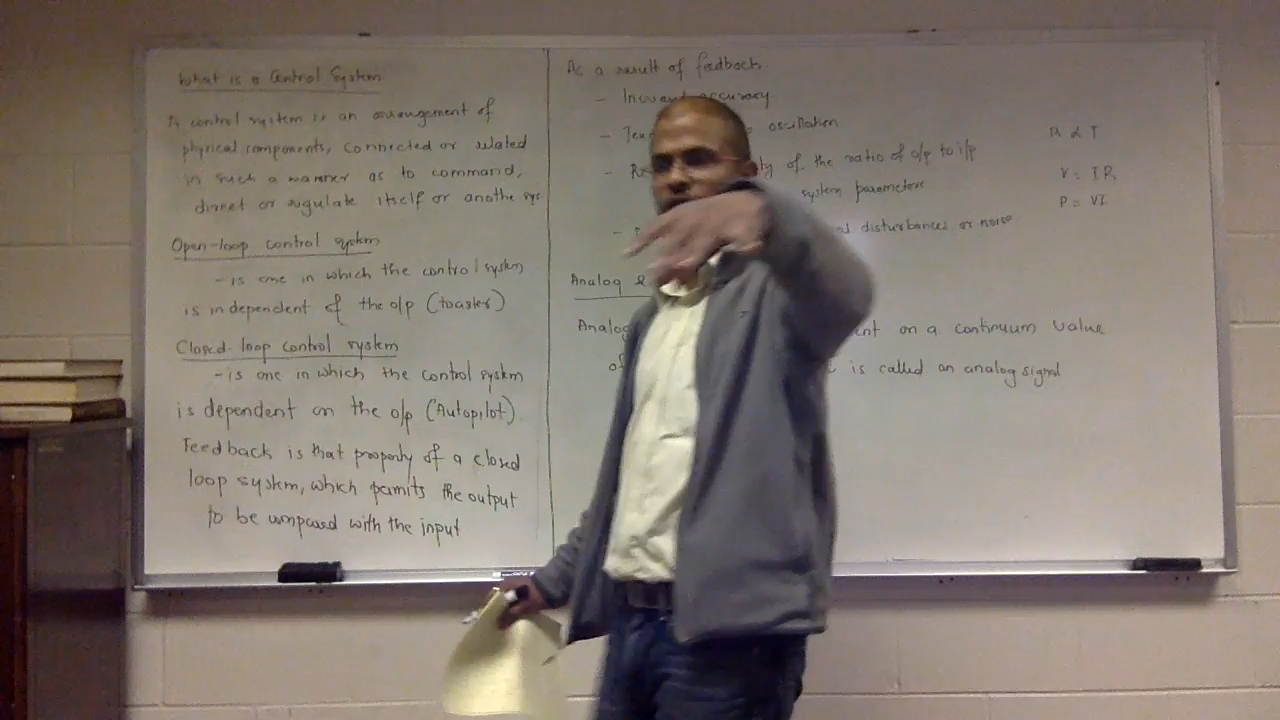 What is a Control System
A control system is an arrangement of
physical components, connected or related
in such a manner as to command,
direct or regulate itself or anothe sys
Open-loop control system
- is one in which the control system
is independent of the o/p (toaster)
Closed-loop control system
- is one in which the control system
is dependent on the o/p (Autopilot).
Feedback is that property of a closed
loop system, which permits the output
to be compared with the input
As a result of feedback
- accuracy
- oscillation
- of the ratio of o/p to i/p
system parameters
- disturbances or noise
Analog &
Analog on a continuum value
of is called an analog signal
α T
V = IR,
P = VI